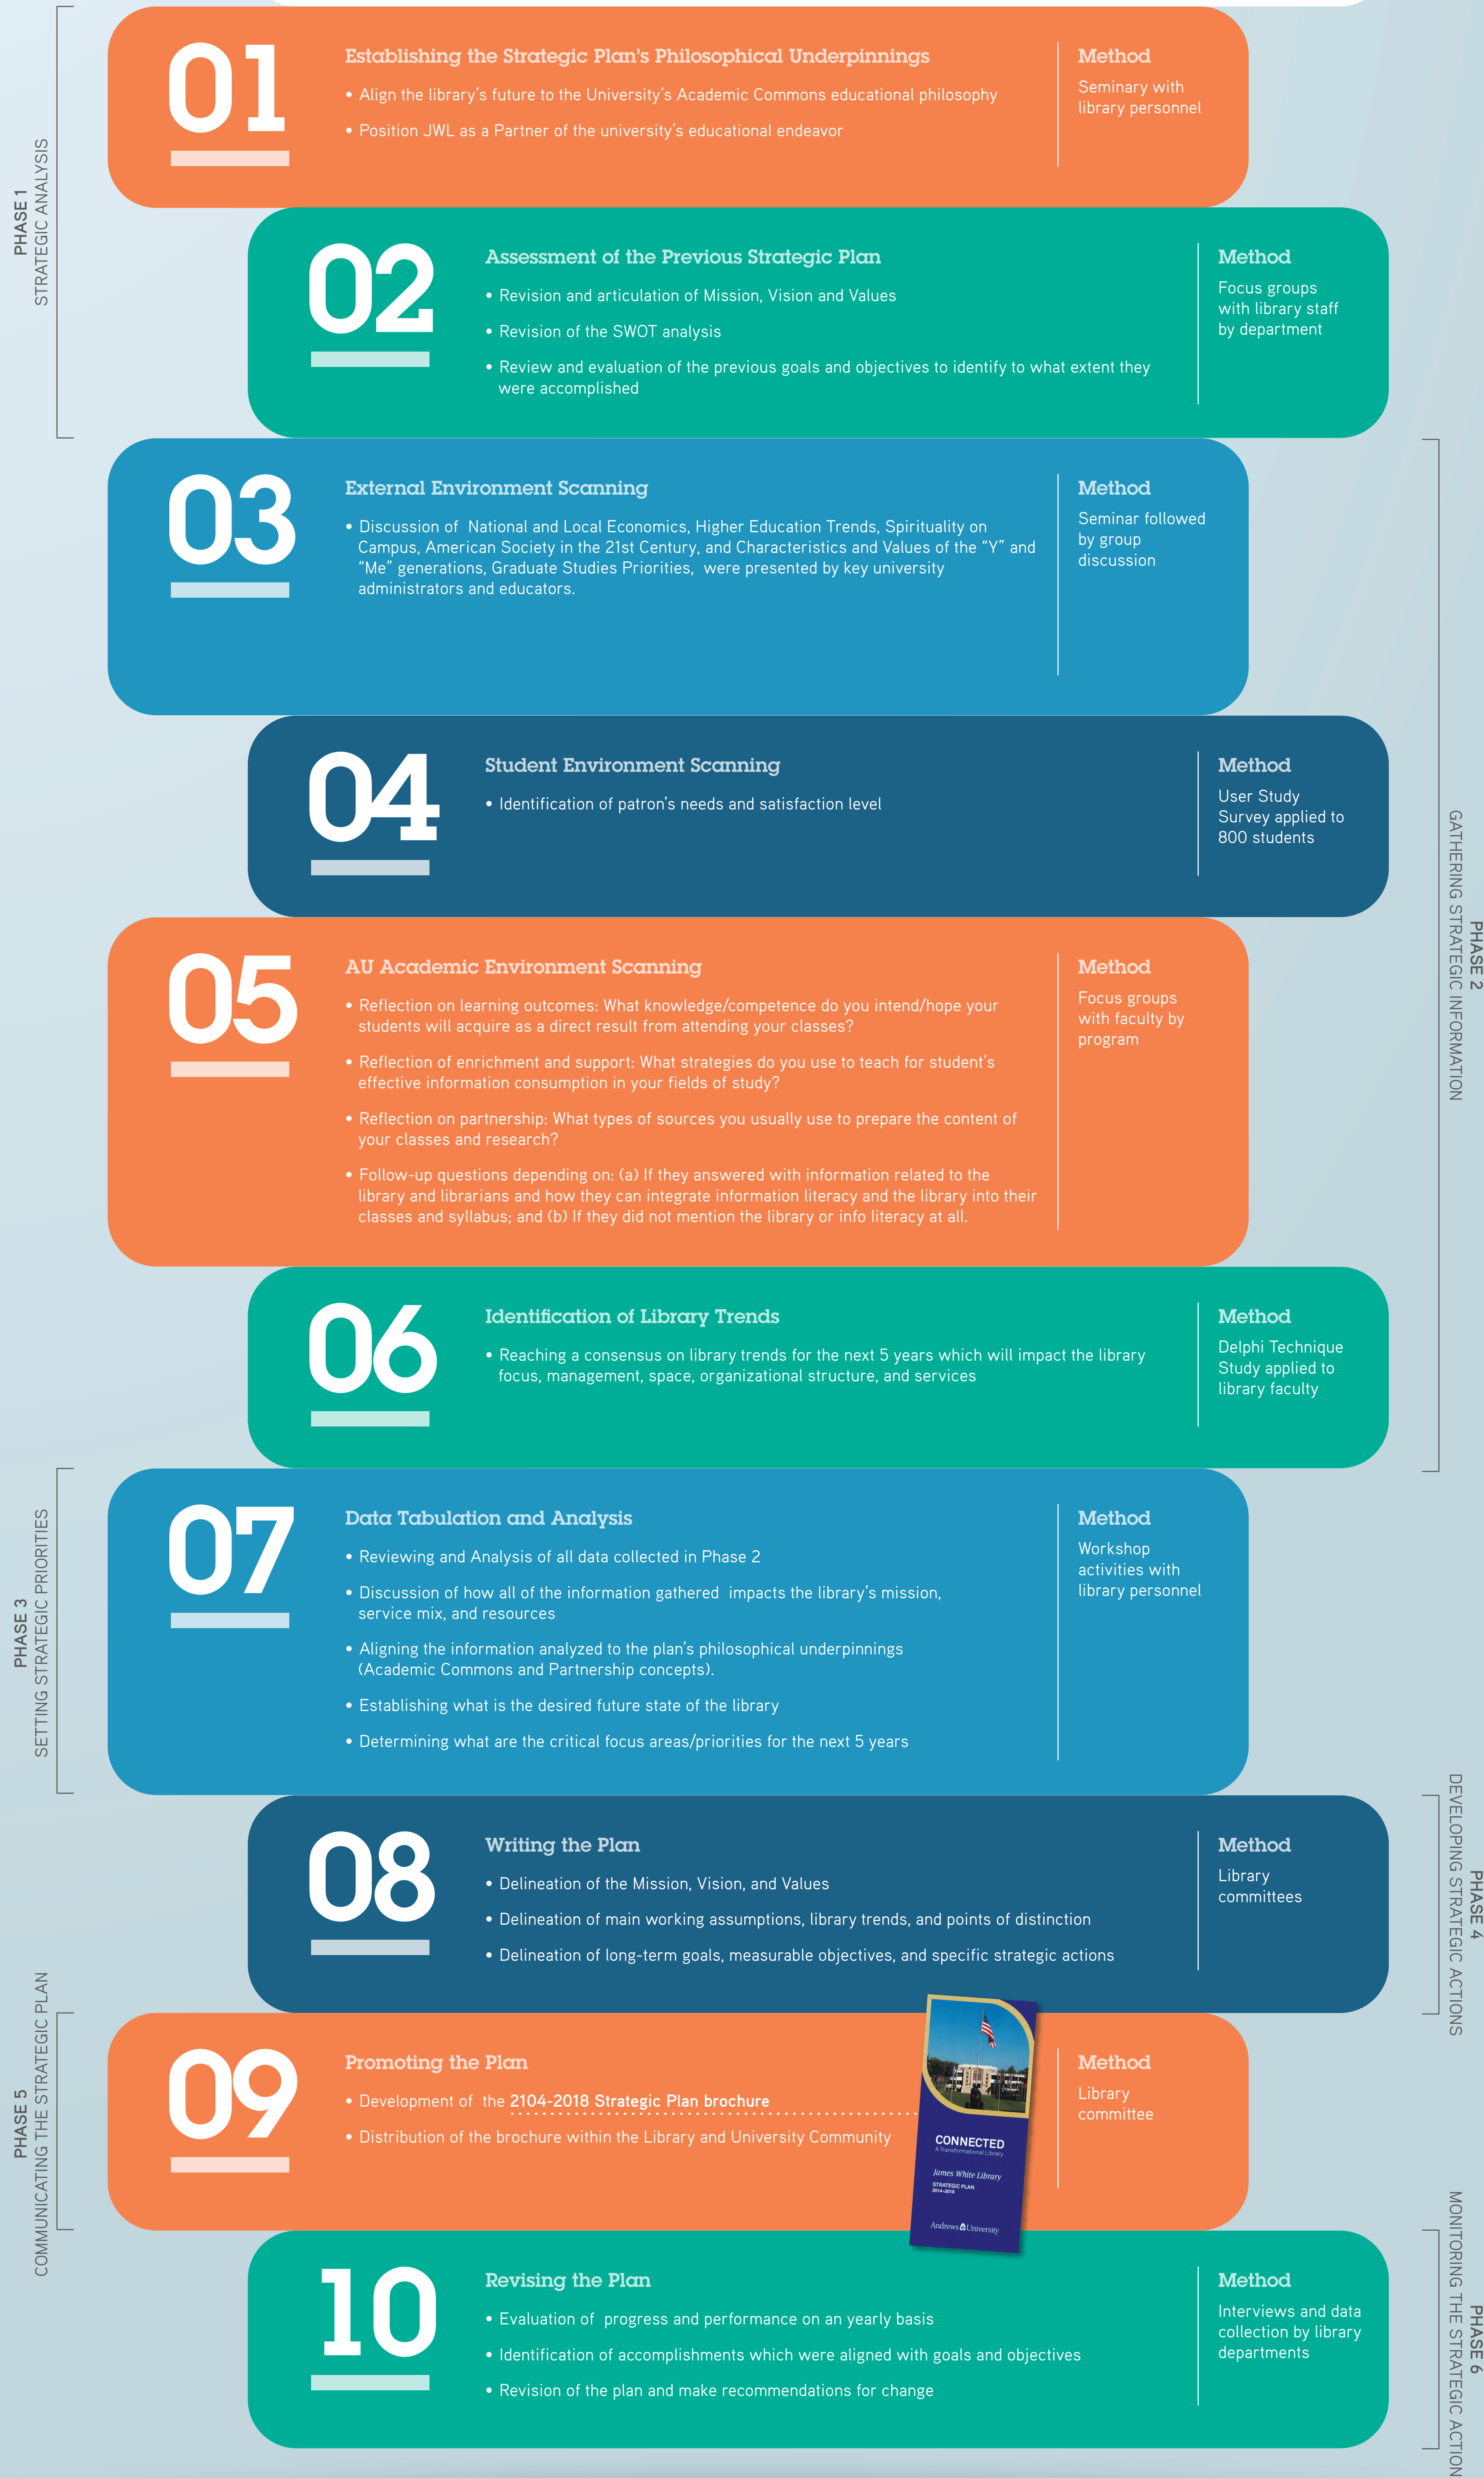 PHASE 1
STRATEGIC ANALYSIS
01
Establishing the Strategic Plan’s Philosophical Underpinnings
• Align the library’s future to the University’s Academic Commons educational philosophy
• Position JWL as a Partner of the university’s educational endeavor
Method
Seminary with
library personnel
02
Assessment of the Previous Strategic Plan
• Revision and articulation of Mission, Vision and Values
• Revision of the SWOT analysis
• Review and evaluation of the previous goals and objectives to identify to what extent they
were accomplished
Method
Focus groups
with library staff
by department
PHASE 2
GATHERING STRATEGIC INFORMATION
03
External Environment Scanning
• Discussion of  National and Local Economics, Higher Education Trends, Spirituality on
Campus, American Society in the 21st Century, and Characteristics and Values of the “Y” and
“Me” generations, Graduate Studies Priorities,  were presented by key university
administrators and educators.
Method
Seminar followed
by group
discussion
04
Student Environment Scanning
• Identification of patron’s needs and satisfaction level
Method
User Study
Survey applied to
800 students
05
AU Academic Environment Scanning
• Reflection on learning outcomes: What knowledge/competence do you intend/hope your
students will acquire as a direct result from attending your classes?
• Reflection of enrichment and support: What strategies do you use to teach for student’s
effective information consumption in your fields of study?
• Reflection on partnership: What types of sources you usually use to prepare the content of
your classes and research?
• Follow-up questions depending on: (a) If they answered with information related to the
library and librarians and how they can integrate information literacy and the library into their
classes and syllabus; and (b) If they did not mention the library or info literacy at all.
Method
Focus groups
with faculty by
program
06
Identification of Library Trends
• Reaching a consensus on library trends for the next 5 years which will impact the library
focus, management, space, organizational structure, and services
Method
Delphi Technique
Study applied to
library faculty
PHASE 3
SETTING STRATEGIC PRIORITIES
07
Data Tabulation and Analysis
• Reviewing and Analysis of all data collected in Phase 2
• Discussion of how all of the information gathered  impacts the library’s mission,
service mix, and resources
• Aligning the information analyzed to the plan’s philosophical underpinnings
(Academic Commons and Partnership concepts).
• Establishing what is the desired future state of the library
• Determining what are the critical focus areas/priorities for the next 5 years
Method
Workshop
activities with
library personnel
PHASE 4
DEVELOPING STRATEGIC ACTIONS
08
Writing the Plan
• Delineation of the Mission, Vision, and Values
• Delineation of main working assumptions, library trends, and points of distinction
• Delineation of long-term goals, measurable objectives, and specific strategic actions
Method
Library
committees
PHASE 5
COMMUNICATING THE STRATEGIC PLAN
09
Promoting the Plan
• Development of  the 2104-2018 Strategic Plan brochure
• Distribution of the brochure within the Library and University Community
CONNECTED
A Transformational Library
James White Library
STRATEGIC PLAN
2014-2018
Andrews University
Method
Library
committee
PHASE 6
MONITORING THE STRATEGIC ACTION
10
Revising the Plan
• Evaluation of  progress and performance on an yearly basis
• Identification of accomplishments which were aligned with goals and objectives
• Revision of the plan and make recommendations for change
Method
Interviews and data
collection by library
departments